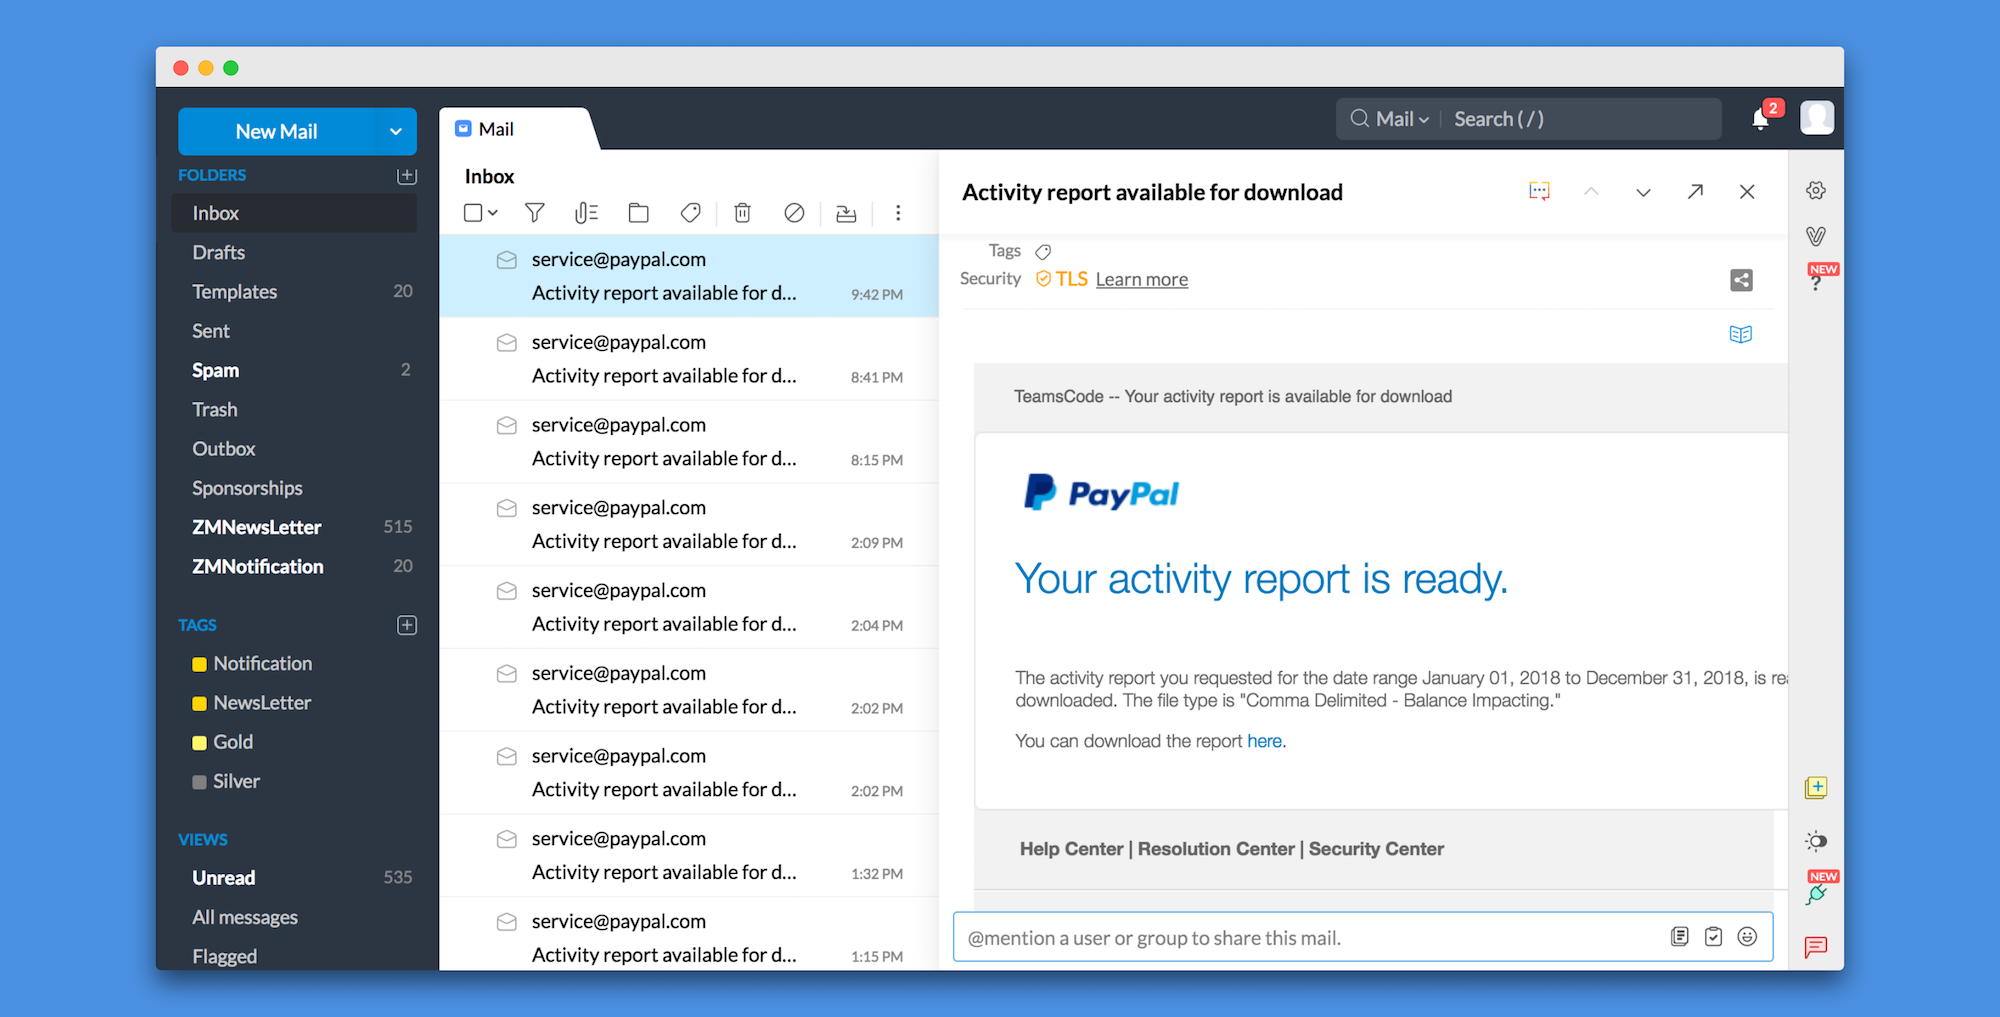 New Mail
FOLDERS
Inbox
Drafts
Templates 20
Sent
Spam 2
Trash
Outbox
Sponsorships
ZMNewsLetter 515
ZMNotification 20
TAGS
Notification
NewsLetter
Gold
Silver
VIEWS
Unread 535
All messages
Flagged
Mail
Mail
Search ( / )
2
Inbox
service@paypal.com
Activity report available for d... 9:42 PM
service@paypal.com
Activity report available for d... 8:41 PM
service@paypal.com
Activity report available for d... 8:15 PM
service@paypal.com
Activity report available for d... 2:09 PM
service@paypal.com
Activity report available for d... 2:04 PM
service@paypal.com
Activity report available for d... 2:02 PM
service@paypal.com
Activity report available for d... 2:02 PM
service@paypal.com
Activity report available for d... 1:32 PM
service@paypal.com
Activity report available for d... 1:15 PM
Activity report available for download
Tags
Security TLS Learn more
TeamsCode -- Your activity report is available for download
PayPal
Your activity report is ready.
The activity report you requested for the date range January 01, 2018 to December 31, 2018, is rea
downloaded. The file type is "Comma Delimited - Balance Impacting."
You can download the report here.
Help Center | Resolution Center | Security Center
@mention a user or group to share this mail.
NEW
?
NEW